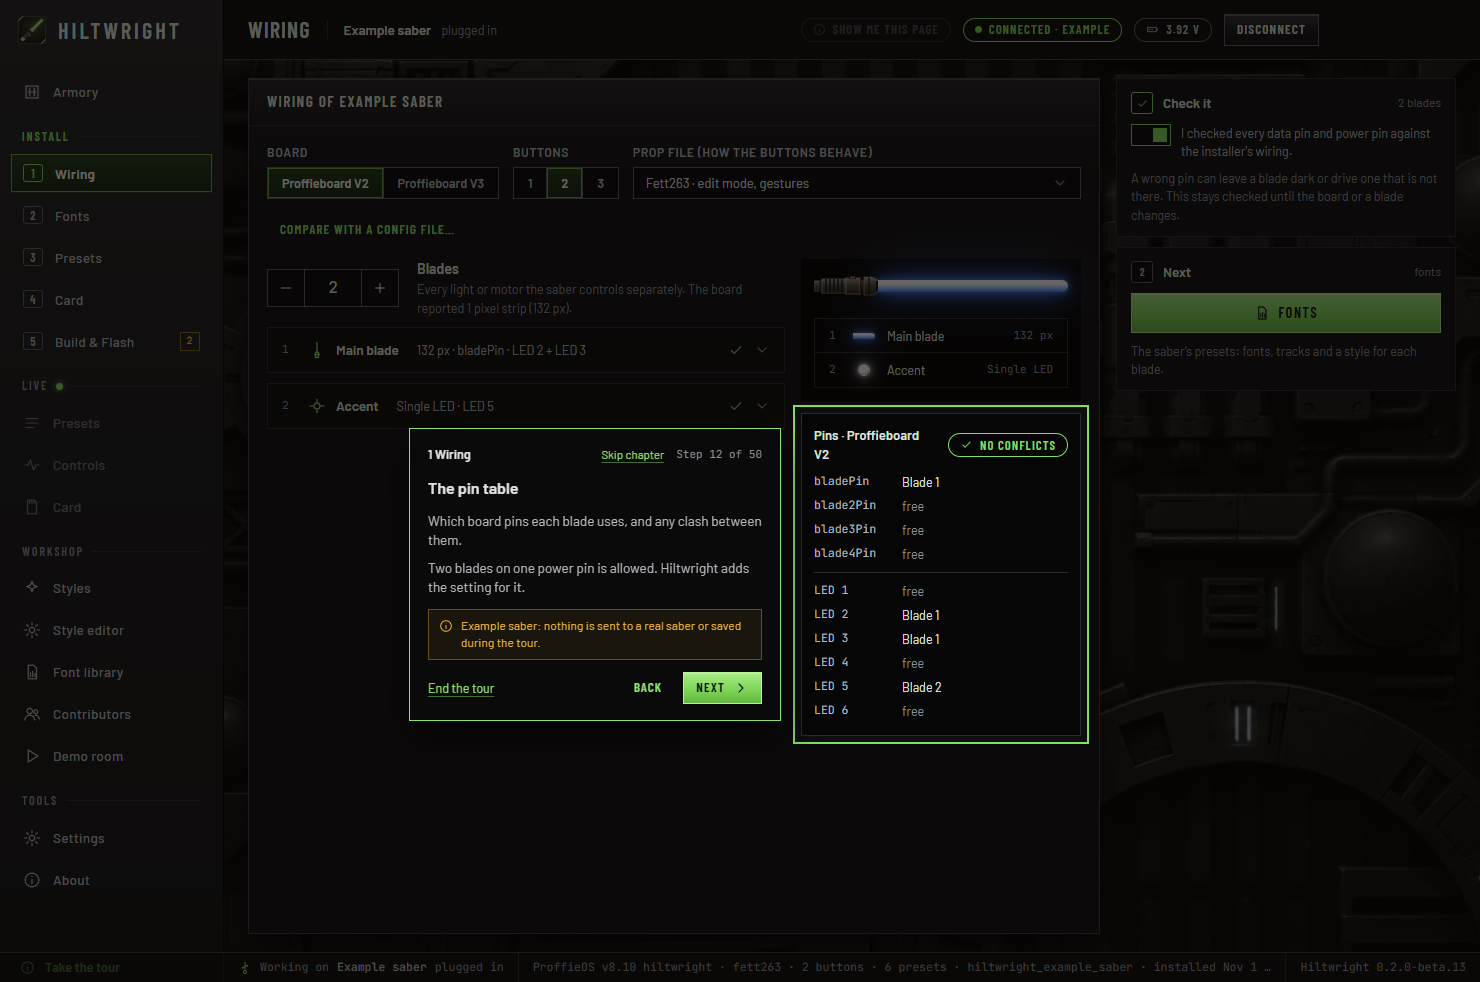 HILTWRIGHT
WIRING
Example saber plugged in
SHOW ME THIS PAGE
CONNECTED · EXAMPLE
3.92 V
DISCONNECT
Armory
INSTALL
1 Wiring
2 Fonts
3 Presets
4 Card
5 Build & Flash 2
LIVE
Presets
Controls
Card
WORKSHOP
Styles
Style editor
Font library
Contributors
Demo room
TOOLS
Settings
About
Take the tour
WIRING OF EXAMPLE SABER
BOARD
Proffieboard V2 Proffieboard V3
BUTTONS
1 2 3
PROP FILE (HOW THE BUTTONS BEHAVE)
Fett263 · edit mode, gestures
COMPARE WITH A CONFIG FILE...
2
Blades
Every light or motor the saber controls separately. The board
reported 1 pixel strip (132 px).
1 Main blade 132 px · bladePin · LED 2 + LED 3
2 Accent Single LED · LED 5
1 Main blade 132 px
2 Accent Single LED
Pins · Proffieboard
V2
NO CONFLICTS
bladePin Blade 1
blade2Pin free
blade3Pin free
blade4Pin free
LED 1 free
LED 2 Blade 1
LED 3 Blade 1
LED 4 free
LED 5 Blade 2
LED 6 free
1 Wiring
Skip chapter Step 12 of 50
The pin table
Which board pins each blade uses, and any clash between
them.
Two blades on one power pin is allowed. Hiltwright adds
the setting for it.
Example saber: nothing is sent to a real saber or saved
during the tour.
End the tour
BACK
NEXT
Check it 2 blades
I checked every data pin and power pin against
the installer's wiring.
A wrong pin can leave a blade dark or drive one that is not
there. This stays checked until the board or a blade
changes.
2 Next fonts
FONTS
The saber's presets: fonts, tracks and a style for each
blade.
Working on Example saber plugged in
ProffieOS v8.10 hiltwright · fett263 · 2 buttons · 6 presets · hiltwright_example_saber · installed Nov 1 …
Hiltwright 0.2.0-beta.13